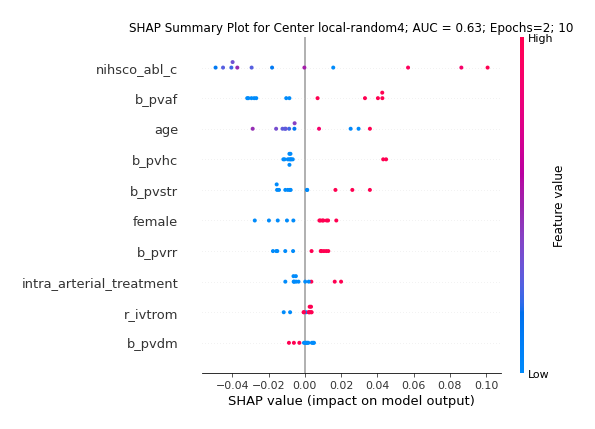 SHAP Summary Plot for Center local-random4; AUC = 0.63; Epochs=2; 10
High
nihsco_abl_c
b_pvaf
age
b_pvhc
b_pvstr
female
b_pvrr
intra_arterial_treatment
r_ivtrom
b_pvdm
Feature value
Low
−0.04 −0.02 0.00 0.02 0.04 0.06 0.08 0.10
SHAP value (impact on model output)